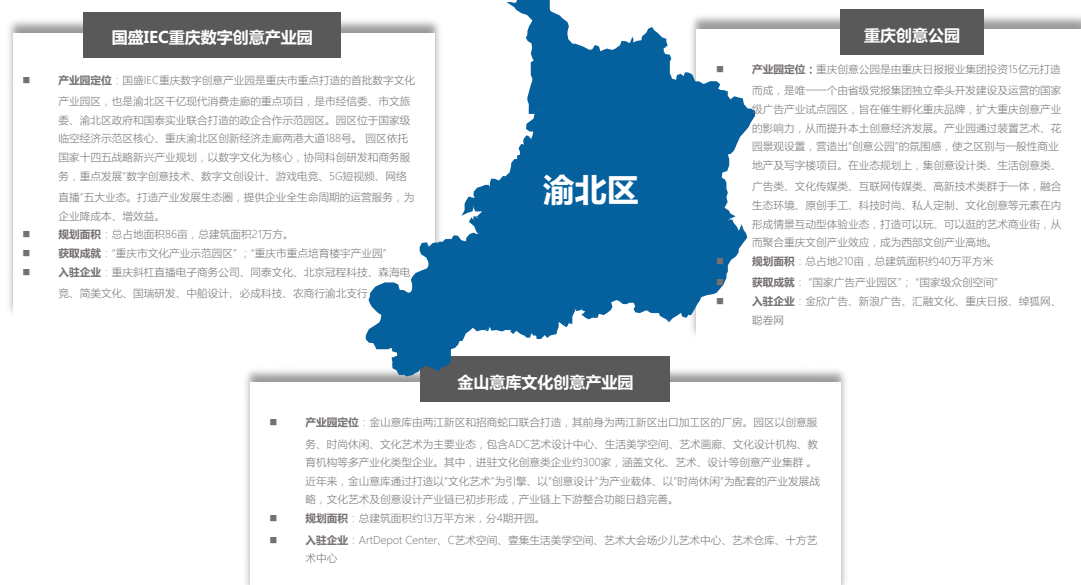 国盛IEC重庆数字创意产业园
■ 产业园定位：国盛IEC重庆数字创意产业园是重庆市重点打造的首批数字文化
产业园区，也是渝北区千亿现代消费走廊的重点项目，是市经信委、市文旅
委、渝北区政府和国泰实业联合打造的政企合作示范园区。园区位于国家级
临空经济示范区核心、重庆渝北区创新经济走廊两港大道188号。 园区依托
国家十四五战略新兴产业规划，以数字文化为核心，协同科创研发和商务服
务，重点发展"数字创意技术、数字文创设计、游戏电竞、5G短视频、网络
直播"五大业态。打造产业发展生态圈，提供企业全生命周期的运营服务，为
企业降成本、增效益。
■ 规划面积：总占地面积86亩，总建筑面积21万方。
■ 获取成就："重庆市文化产业示范园区" ；"重庆市重点培育楼宇产业园"
■ 入驻企业：重庆斜杠直播电子商务公司、同泰文化、北京冠程科技、森海电
竞、简美文化、国瑞研发、中船设计、必成科技、农商行渝北支行
渝北区
重庆创意公园
■ 产业园定位：重庆创意公园是由重庆日报报业集团投资15亿元打造
而成，是唯一一个由省级党报集团独立牵头开发建设及运营的国家
级广告产业试点园区，旨在催生孵化重庆品牌，扩大重庆创意产业
的影响力，从而提升本土创意经济发展。产业园通过装置艺术、花
园景观设置，营造出"创意公园"的氛围感，使之区别与一般性商业
地产及写字楼项目。在业态规划上，集创意设计类、生活创意类、
广告类、文化传媒类、互联网传媒类、高新技术类群于一体，融合
生态环境、原创手工、科技时尚、私人定制、文化创意等元素在内
形成情景互动型体验业态，打造可以玩、可以逛的艺术商业街，从
而聚合重庆文创产业效应，成为西部文创产业高地。
■ 规划面积：总占地210亩，总建筑面积约40万平方米
■ 获取成就： "国家广告产业园区"； "国家级众创空间"
■ 入驻企业：金欣广告、新浪广告、汇融文化、重庆日报、绰狐网、
聪卷网
金山意库文化创意产业园
■ 产业园定位：金山意库由两江新区和招商蛇口联合打造，其前身为两江新区出口加工区的厂房。园区以创意服
务、时尚休闲、文化艺术为主要业态，包含ADC艺术设计中心、生活美学空间、艺术画廊、文化设计机构、教
育机构等多产业化类型企业。其中，进驻文化创意类企业约300家，涵盖文化、艺术、设计等创意产业集群 。
近年来，金山意库通过打造以"文化艺术"为引擎、以"创意设计"为产业载体、以"时尚休闲"为配套的产业发展战
略，文化艺术及创意设计产业链已初步形成，产业链上下游整合功能日趋完善。
■ 规划面积：总建筑面积约13万平方米，分4期开园。
■ 入驻企业：ArtDepot Center、C艺术空间、壹集生活美学空间、艺术大会场少儿艺术中心、艺术仓库、十方艺
术中心